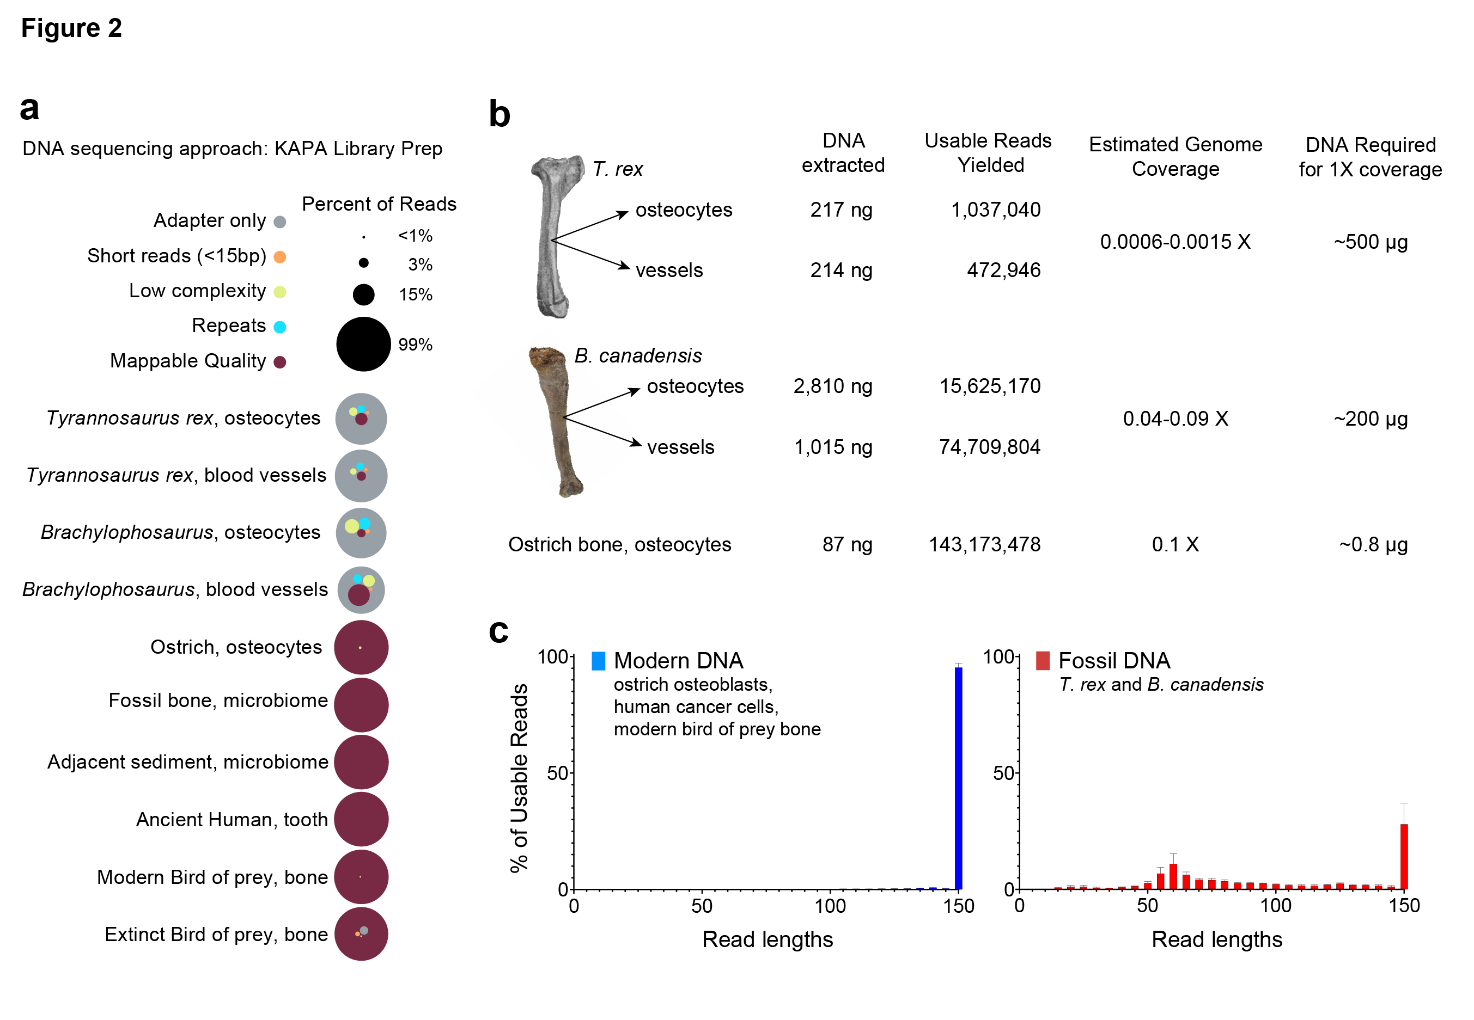 Figure 2
a
DNA sequencing approach: KAPA Library Prep
Percent of Reads
Adapter only
Short reads (<15bp)
Low complexity
Repeats
Mappable Quality
<1%
3%
15%
99%
Tyrannosaurus rex, osteocytes
Tyrannosaurus rex, blood vessels
Brachylophosaurus, osteocytes
Brachylophosaurus, blood vessels
Ostrich, osteocytes
Fossil bone, microbiome
Adjacent sediment, microbiome
Ancient Human, tooth
Modern Bird of prey, bone
Extinct Bird of prey, bone
b
DNA
extracted
Usable Reads
Yielded
Estimated Genome
Coverage
DNA Required
for 1X coverage
T. rex
osteocytes 217 ng 1,037,040
0.0006-0.0015 X ~500 µg
vessels 214 ng 472,946
B. canadensis
osteocytes 2,810 ng 15,625,170
0.04-0.09 X ~200 µg
vessels 1,015 ng 74,709,804
Ostrich bone, osteocytes 87 ng 143,173,478 0.1 X ~0.8 µg
c
% of Usable Reads
100
50
0
Modern DNA
ostrich osteoblasts,
human cancer cells,
modern bird of prey bone
0 50 100 150
Read lengths
100
50
0
Fossil DNA
T. rex and B. canadensis
0 50 100 150
Read lengths